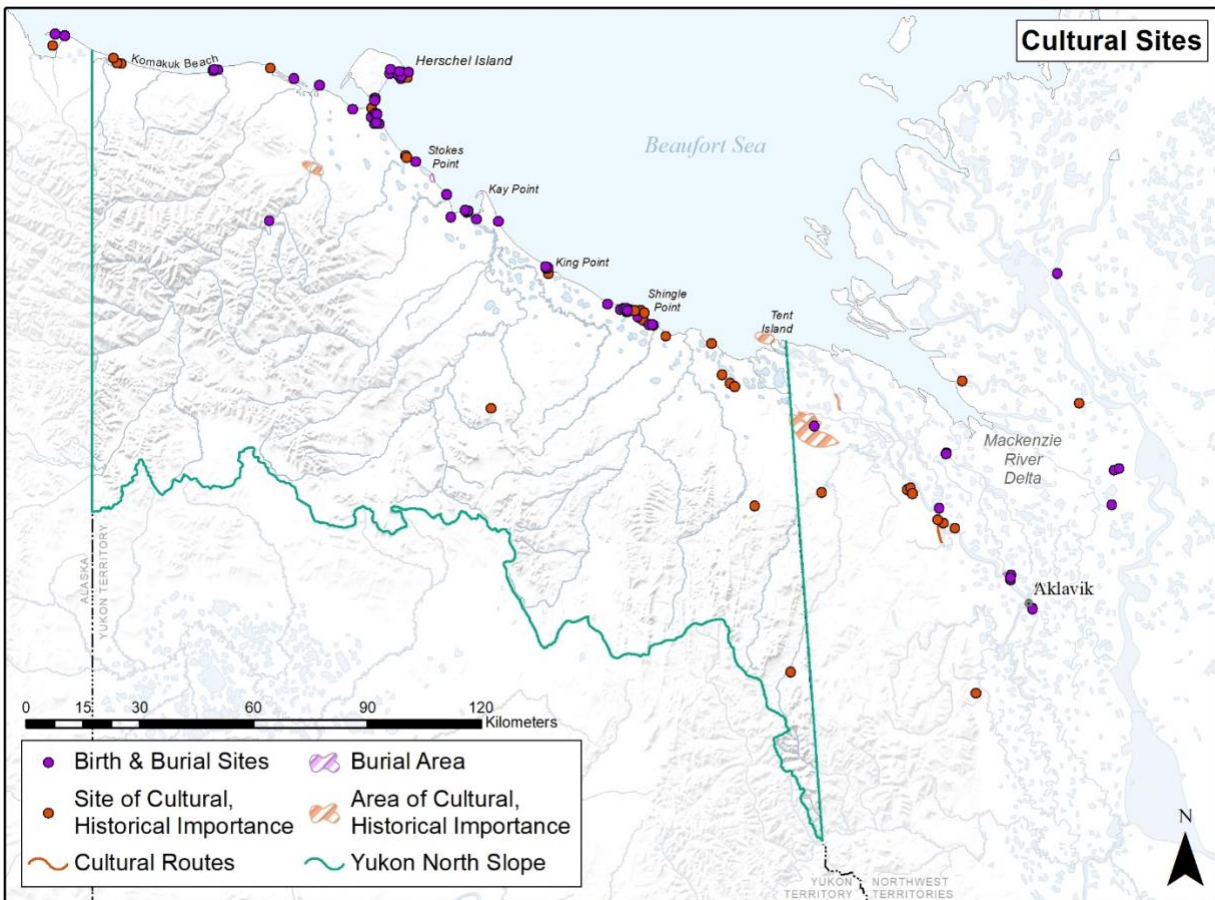 Cultural Sites
Komakuk Beach
Herschel Island
Beaufort Sea
Stokes
Point
Kay Point
King Point
Shingle
Point
Tent
Island
Mackenzie
River
Delta
Aklavik
ALASKA
YUKON TERRITORY
0 15 30 60 90 120
Kilometers
Birth & Burial Sites
Burial Area
Site of Cultural,
Historical Importance
Area of Cultural,
Historical Importance
Cultural Routes
Yukon North Slope
YUKON
TERRITORY
NORTHWEST
TERRITORIES
N